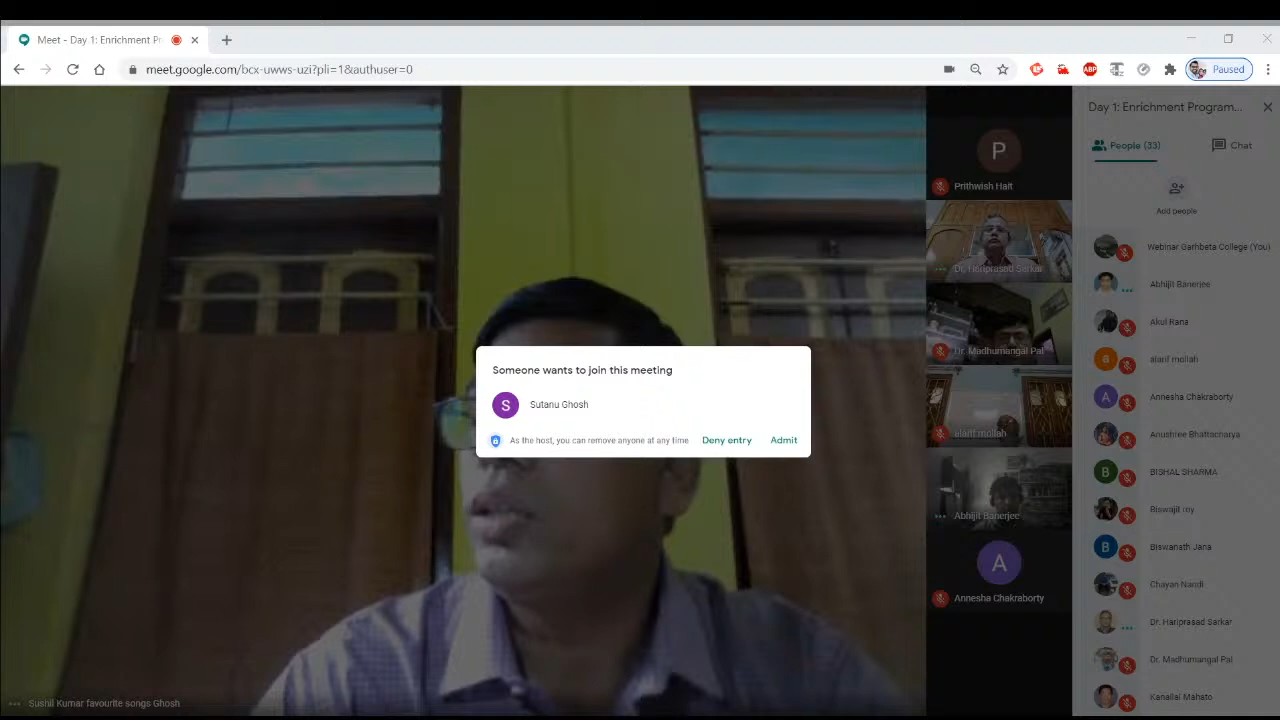 Meet - Day 1: Enrichment Pr
meet.google.com/bcx-uwws-uzi?pli=1&authuser=0
ABP
Paused
Day 1: Enrichment Program...
People (33)
Chat
Add people
P
Prithwish Hait
Dr. Hariprasad Sarkar
Dr. Madhumangal Pal
alarif mollah
Abhijit Banerjee
A
Annesha Chakraborty
Webinar Garhbeta College (You)
Abhijit Banerjee
Akul Rana
alarif mollah
A
Annesha Chakraborty
Anushree Bhattacharya
B
BISHAL SHARMA
Biswajit roy
B
Biswanath Jana
Chayan Nandi
Dr. Hariprasad Sarkar
Dr. Madhumangal Pal
Kanailal Mahato
Someone wants to join this meeting
S
Sutanu Ghosh
As the host, you can remove anyone at any time
Deny entry
Admit
Sushil Kumar favourite songs Ghosh